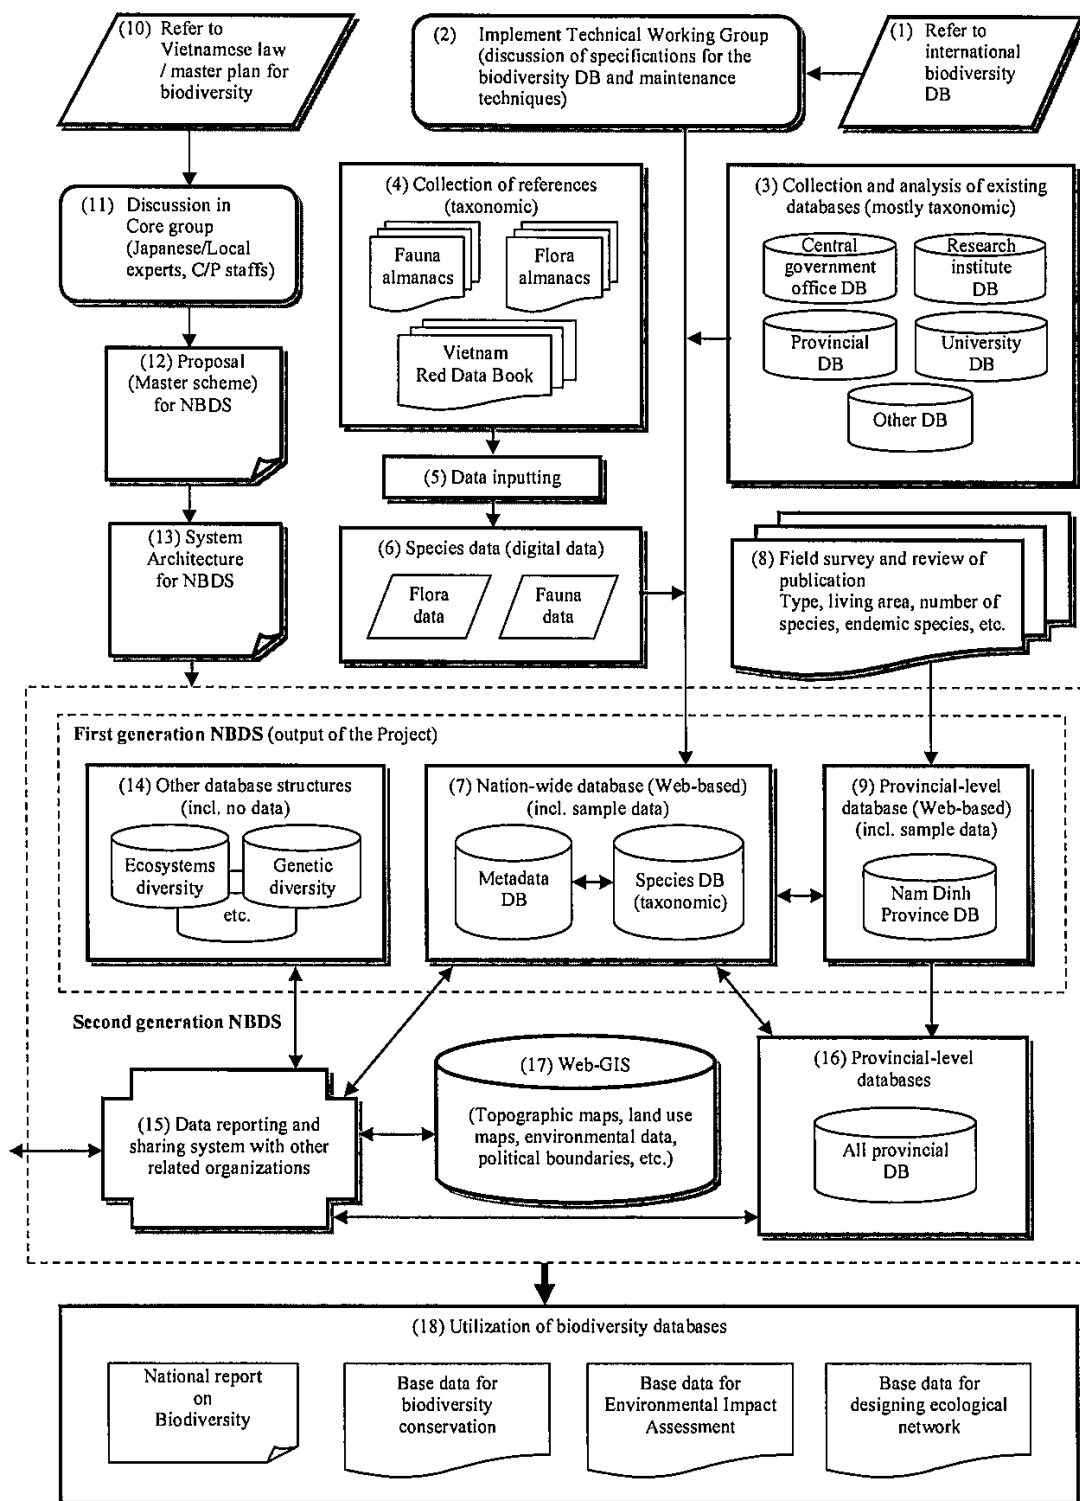 (10) Refer to
Vietnamese law
/ master plan for
biodiversity
(2) Implement Technical Working Group
(discussion of specifications for the
biodiversity DB and maintenance
techniques)
(1) Refer to
international
biodiversity
DB
(11) Discussion in
Core group
(Japanese/Local
experts, C/P staffs)
(4) Collection of references
(taxonomic)
Fauna
almanacs
Flora
almanacs
Vietnam
Red Data Book
(3) Collection and analysis of existing
databases (mostly taxonomic)
Central
government
office DB
Research
institute
DB
Provincial
DB
University
DB
Other DB
(12) Proposal
(Master scheme)
for NBDS
(5) Data inputting
(13) System
Architecture
for NBDS
(6) Species data (digital data)
Flora
data
Fauna
data
(8) Field survey and review of
publication
Type, living area, number of
species, endemic species, etc.
First generation NBDS (output of the Project)
(14) Other database structures
(incl. no data)
Ecosystems
diversity
Genetic
diversity
etc.
(7) Nation-wide database (Web-based)
(incl. sample data)
Metadata
DB
Species DB
(taxonomic)
(9) Provincial-level
database (Web-based)
(incl. sample data)
Nam Dinh
Province DB
Second generation NBDS
(15) Data reporting and
sharing system with other
related organizations
(17) Web-GIS
(Topographic maps, land use
maps, environmental data,
political boundaries, etc.)
(16) Provincial-level
databases
All provincial
DB
(18) Utilization of biodiversity databases
National report
on
Biodiversity
Base data for
biodiversity
conservation
Base data for
Environmental Impact
Assessment
Base data for
designing ecological
network